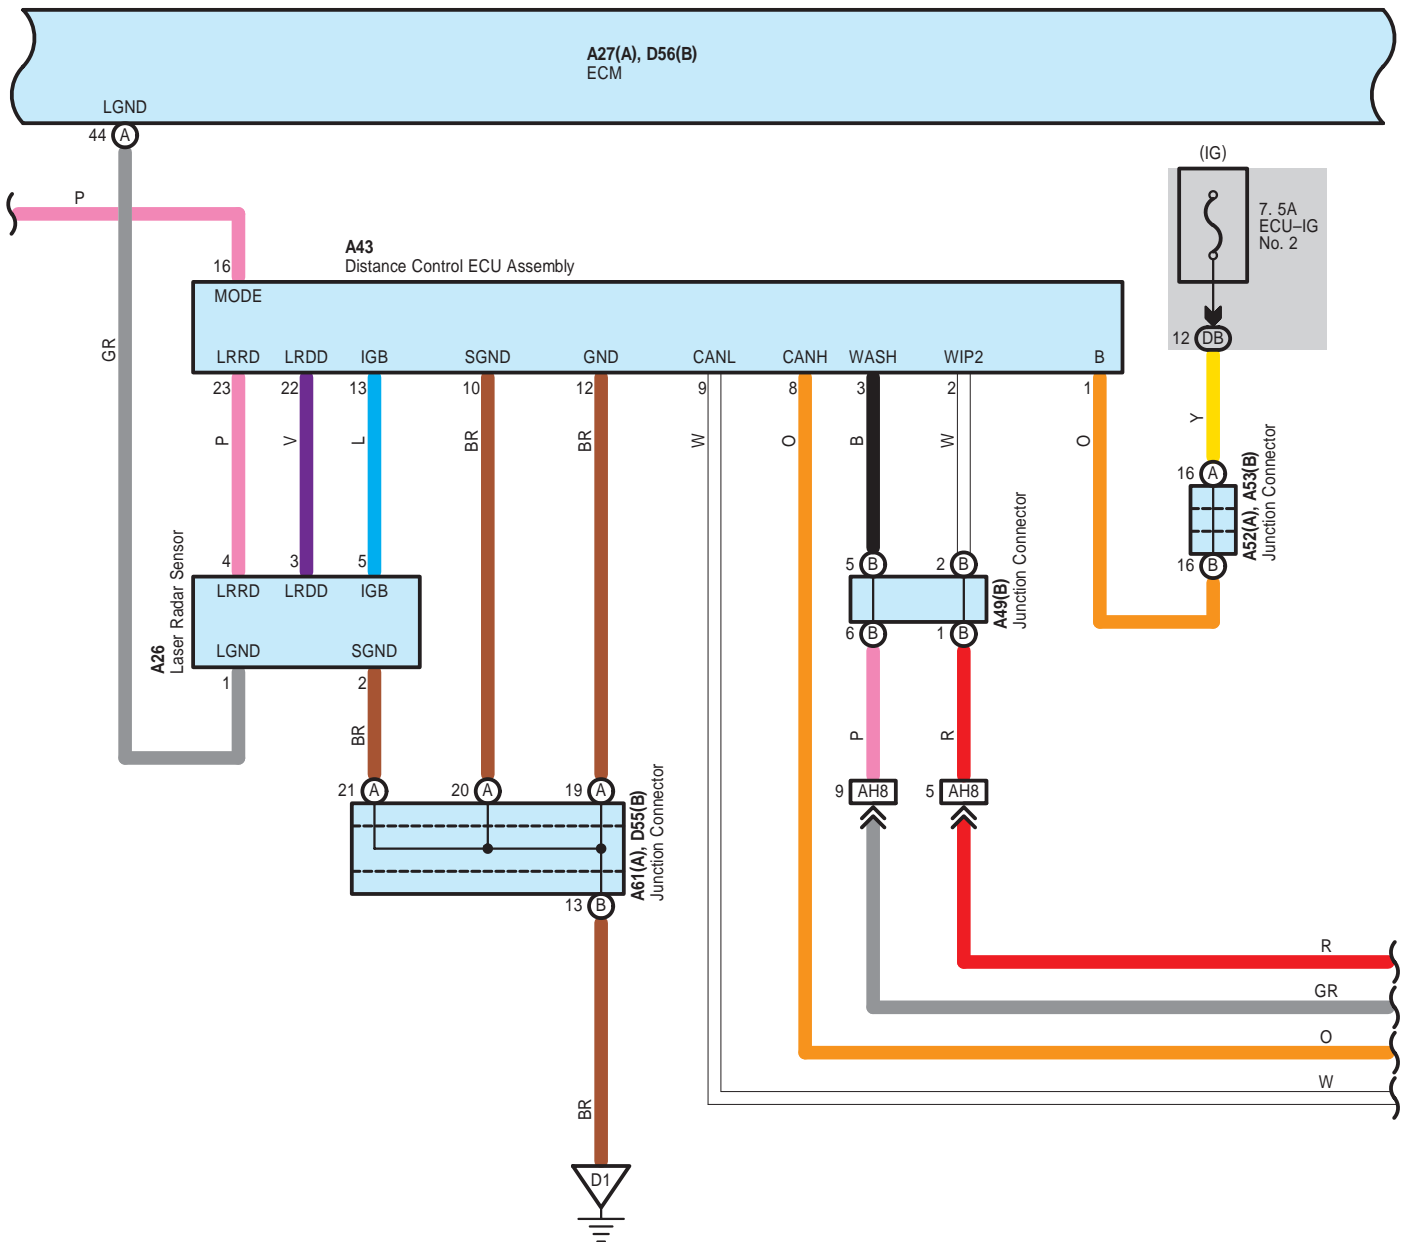 A27(A), D56(B)
ECM
LGND
44 A
(IG)
P
7. 5A
ECU–IG
No. 2
A43
Distance Control ECU Assembly
16
MODE
12 DB
GR
LRRD LRDD IGB SGND GND CANL CANH WASH WIP2 B
23 22 13 10 12 9 8 3 2 1
P V L BR BR W O B W O Y
16 A
A52(A), A53(B)
Junction Connector
16 B
4 3 5
5 B 2 B
LRRD LRDD IGB
A26
Laser Radar Sensor
A49(B)
Junction Connector
6 B 1 B
LGND SGND
1 2
BR P R
21 A 20 A 19 A
9 AH8 5 AH8
A61(A), D55(B)
Junction Connector
13 B
R
GR
O
W
BR
D1